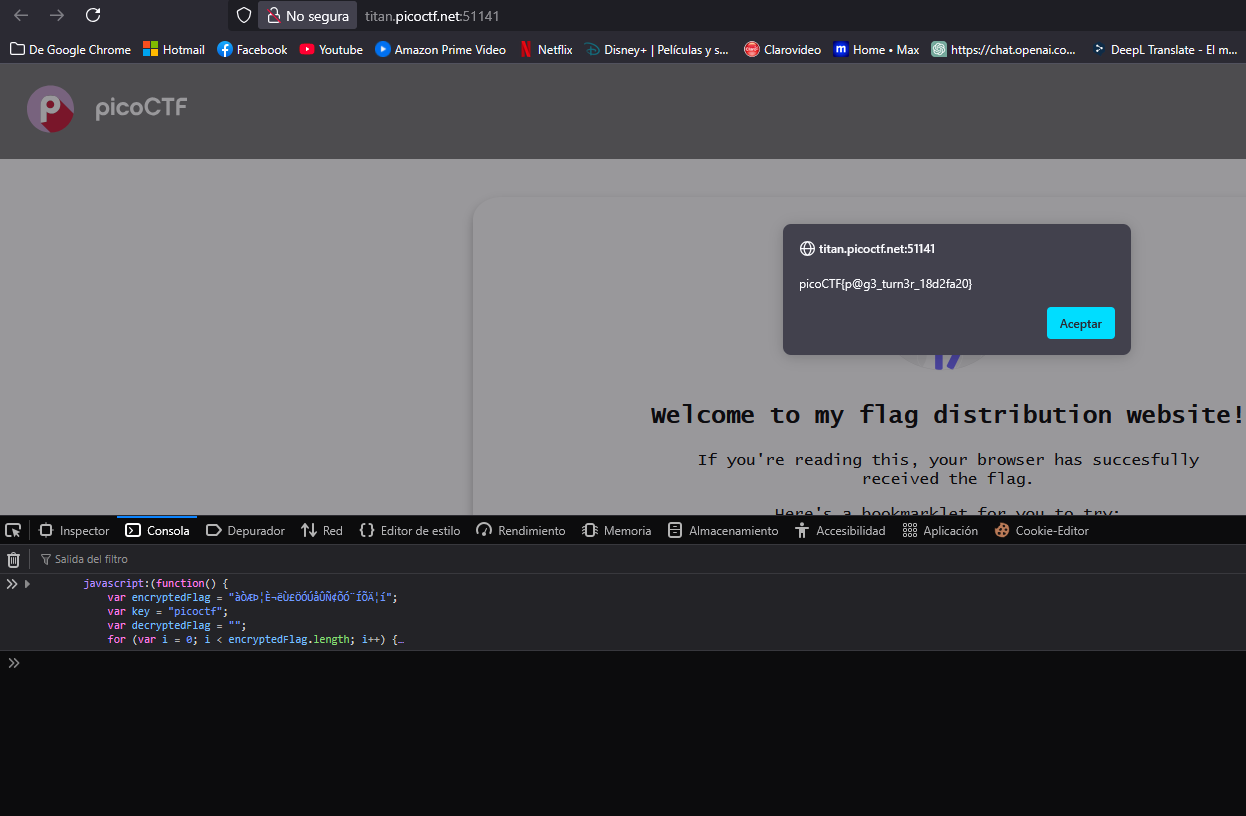 No segura
titan.picoctf.net:51141
De Google Chrome Hotmail Facebook Youtube Amazon Prime Video Netflix Disney+ | Películas y s... Clarovideo Home • Max https://chat.openai.co... DeepL Translate - El m...
picoCTF
titan.picoctf.net:51141
picoCTF{p@g3_turn3r_18d2fa20}
Aceptar
Welcome to my flag distribution website!
If you're reading this, your browser has succesfully
received the flag.
Here's a bookmarklet for you to try:
Inspector Consola Depurador Red Editor de estilo Rendimiento Memoria Almacenamiento Accesibilidad Aplicación Cookie-Editor
Salida del filtro
javascript:(function() {
var encryptedFlag = "àÒÆÞ¦È¬ëÙ£ÖÓÚåÛÑ¢ÕÓ¨ÍÕÄ¦í";
var key = "picoctf";
var decryptedFlag = "";
for (var i = 0; i < encryptedFlag.length; i++) {…